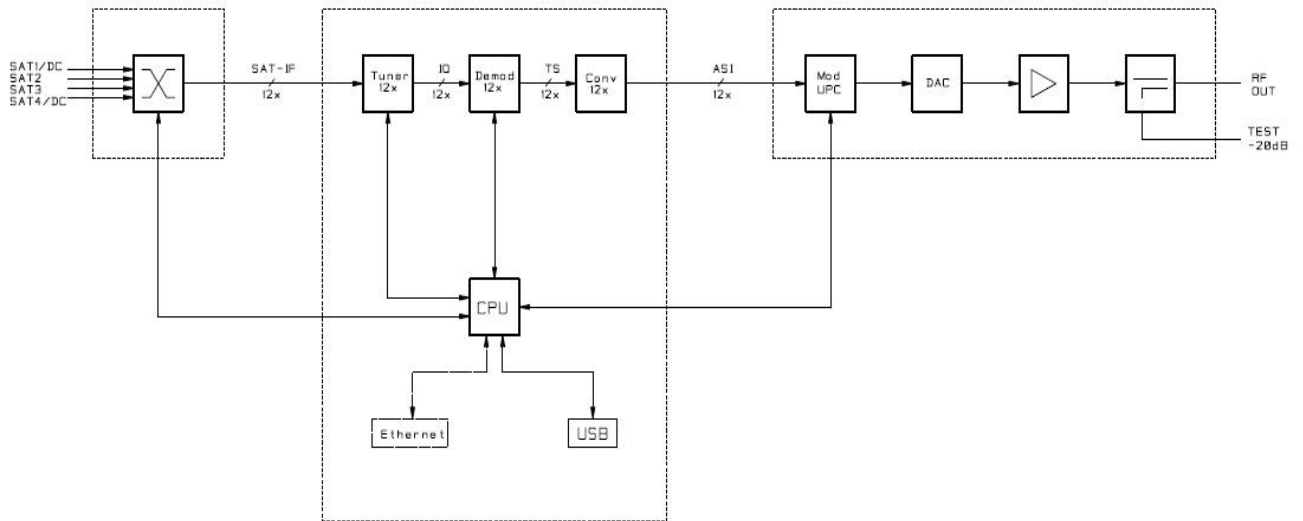 SAT1/DC
SAT2
SAT3
SAT4/DC
SAT-IF
12x
Tuner
12x
IQ
12x
Demod
12x
TS
12x
Conv
12x
ASI
12x
Mod
UPC
DAC
RF
OUT
TEST
-20dB
CPU
Ethernet
USB